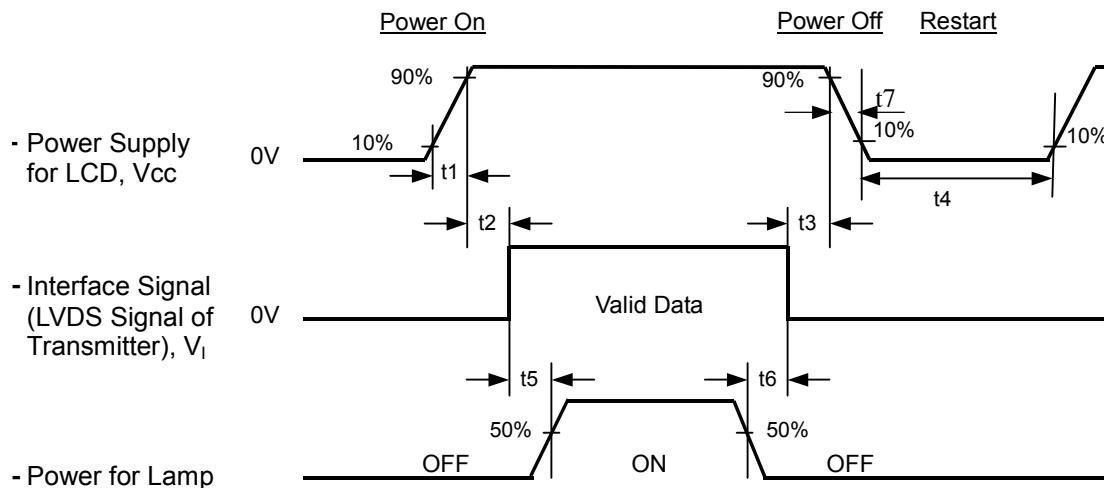 Power On
Power Off
Restart
90%
90%
t7
10%
10%
10%
- Power Supply
for LCD, Vcc
0V
t1
t4
t2
t3
- Interface Signal
(LVDS Signal of
Transmitter), VI
0V
Valid Data
t5
t6
50%
50%
- Power for Lamp
OFF
ON
OFF